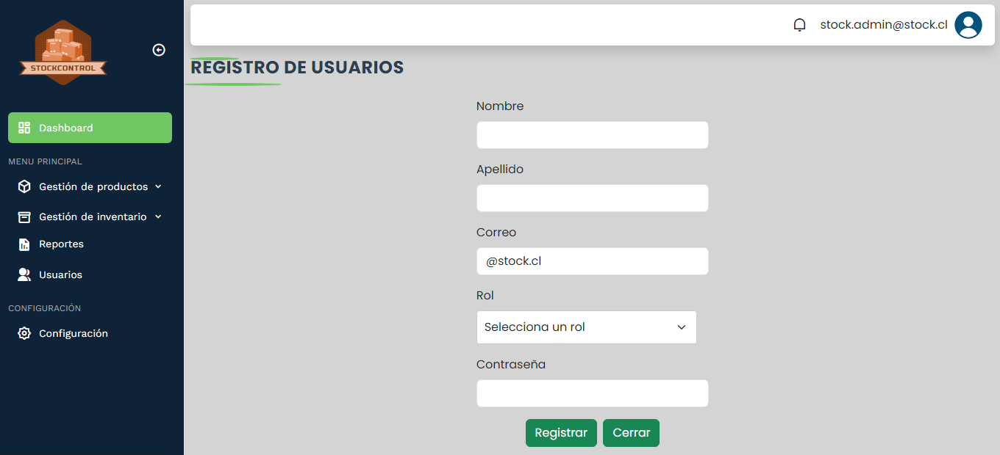 STOCKCONTROL
stock.admin@stock.cl
REGISTRO DE USUARIOS
Dashboard
MENU PRINCIPAL
Gestión de productos
Gestión de inventario
Reportes
Usuarios
CONFIGURACIÓN
Configuración
Nombre
Apellido
Correo
@stock.cl
Rol
Selecciona un rol
Contraseña
Registrar Cerrar